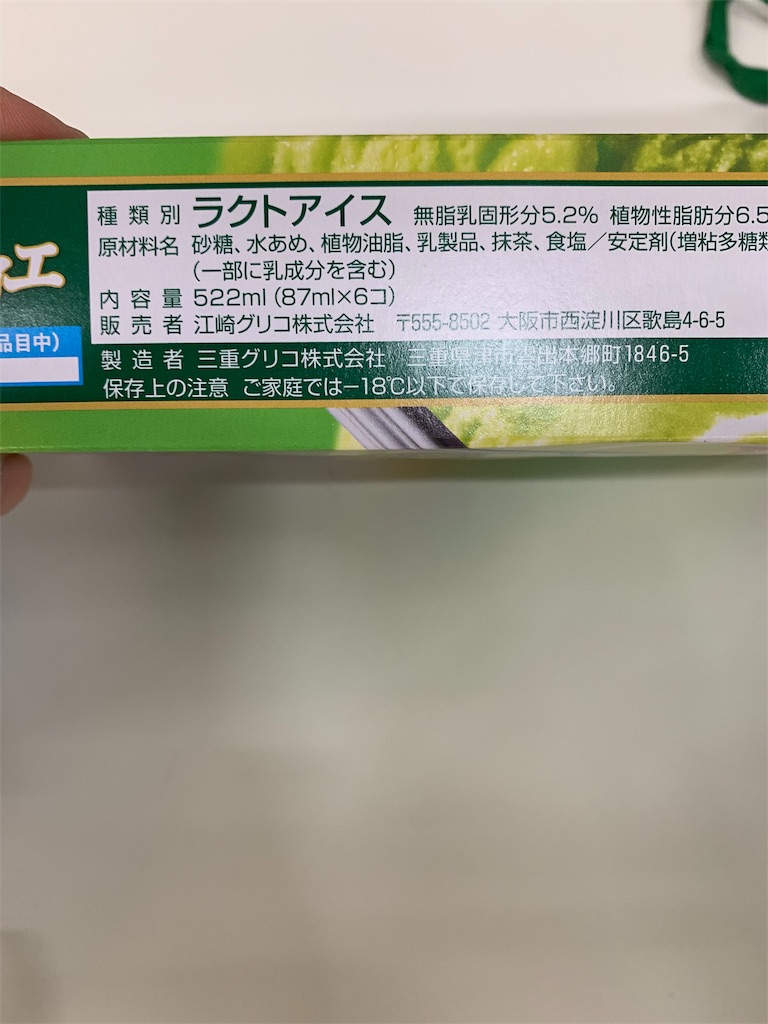 種類別 ラクトアイス 無脂乳固形分5.2% 植物性脂肪分6.5
原材料名 砂糖、水あめ、植物油脂、乳製品、抹茶、食塩／安定剤(増粘多糖類
(一部に乳成分を含む)
内容量 522ml (87ml×6コ)
販売者 江崎グリコ株式会社 〒555-8502 大阪市西淀川区歌島4-6-5
製造者 三重グリコ株式会社 三重県津市雲出本郷町1846-5
保存上の注意 ご家庭では−18℃以下で保存して下さい。
エ
品目中)